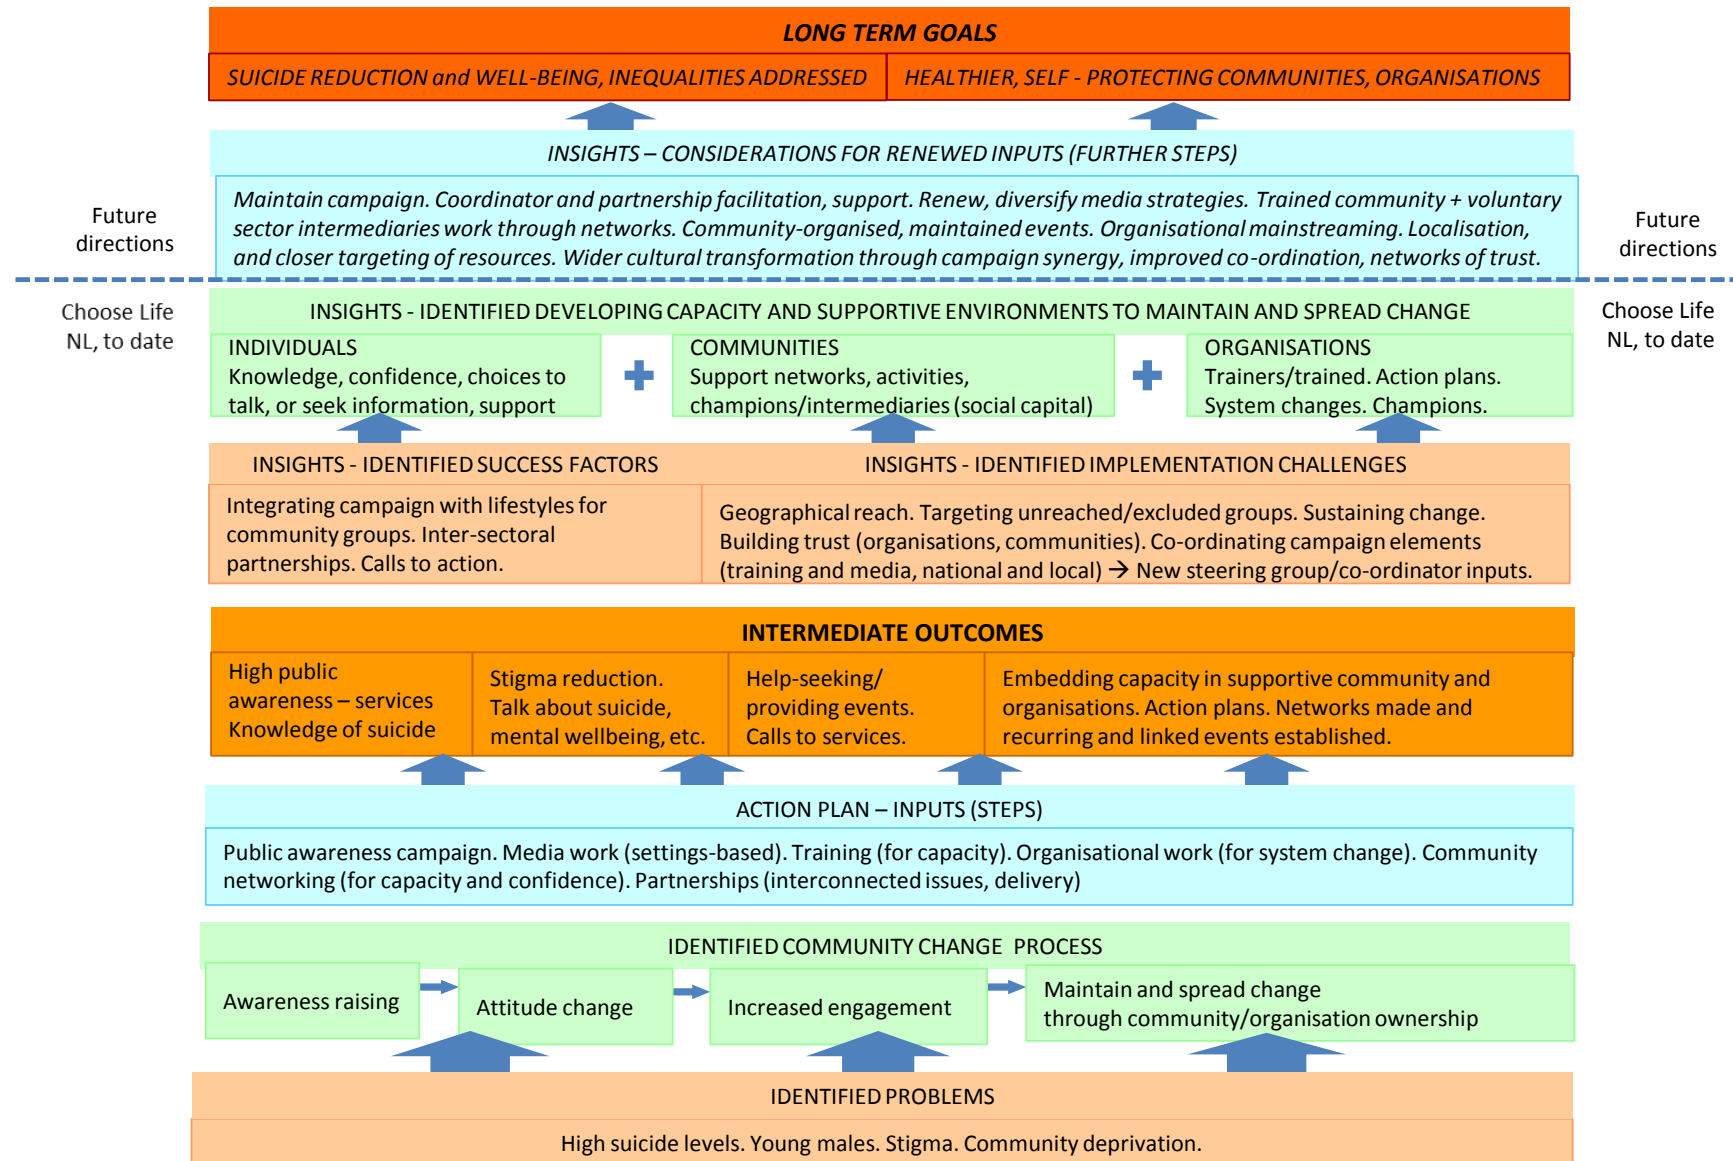 LONG TERM GOALS
SUICIDE REDUCTION and WELL-BEING, INEQUALITIES ADDRESSED
HEALTHIER, SELF - PROTECTING COMMUNITIES, ORGANISATIONS
INSIGHTS – CONSIDERATIONS FOR RENEWED INPUTS (FURTHER STEPS)
Maintain campaign. Coordinator and partnership facilitation, support. Renew, diversify media strategies. Trained community + voluntary
sector intermediaries work through networks. Community-organised, maintained events. Organisational mainstreaming. Localisation,
and closer targeting of resources. Wider cultural transformation through campaign synergy, improved co-ordination, networks of trust.
Future
directions
Future
directions
Choose Life
NL, to date
Choose Life
NL, to date
INSIGHTS - IDENTIFIED DEVELOPING CAPACITY AND SUPPORTIVE ENVIRONMENTS TO MAINTAIN AND SPREAD CHANGE
INDIVIDUALS
Knowledge, confidence, choices to
talk, or seek information, support
COMMUNITIES
Support networks, activities,
champions/intermediaries (social capital)
ORGANISATIONS
Trainers/trained. Action plans.
System changes. Champions.
INSIGHTS - IDENTIFIED SUCCESS FACTORS
INSIGHTS - IDENTIFIED IMPLEMENTATION CHALLENGES
Integrating campaign with lifestyles for
community groups. Inter-sectoral
partnerships. Calls to action.
Geographical reach. Targeting unreached/excluded groups. Sustaining change.
Building trust (organisations, communities). Co-ordinating campaign elements
(training and media, national and local) → New steering group/co-ordinator inputs.
INTERMEDIATE OUTCOMES
High public
awareness – services
Knowledge of suicide
Stigma reduction.
Talk about suicide,
mental wellbeing, etc.
Help-seeking/
providing events.
Calls to services.
Embedding capacity in supportive community and
organisations. Action plans. Networks made and
recurring and linked events established.
ACTION PLAN – INPUTS (STEPS)
Public awareness campaign. Media work (settings-based). Training (for capacity). Organisational work (for system change). Community
networking (for capacity and confidence). Partnerships (interconnected issues, delivery)
IDENTIFIED COMMUNITY CHANGE PROCESS
Awareness raising
Attitude change
Increased engagement
Maintain and spread change
through community/organisation ownership
IDENTIFIED PROBLEMS
High suicide levels. Young males. Stigma. Community deprivation.